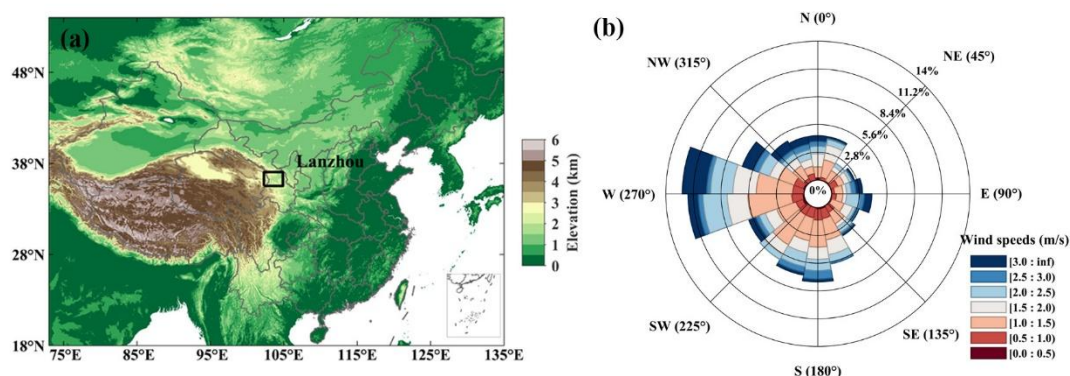 (a)
48°N
38°N
28°N
18°N
73°E
85°E
95°E
105°E
115°E
125°E
135°E
Lanzhou
6
5
4
3
2
1
0
Elevation (km)
(b)
N (0°)
NE (45°)
E (90°)
SE (135°)
S (180°)
SW (225°)
W (270°)
NW (315°)
14%
11.2%
8.4%
5.6%
2.8%
0%
Wind speeds (m/s)
[3.0 : inf)
[2.5 : 3.0)
[2.0 : 2.5)
[1.5 : 2.0)
[1.0 : 1.5)
[0.5 : 1.0)
[0.0 : 0.5)